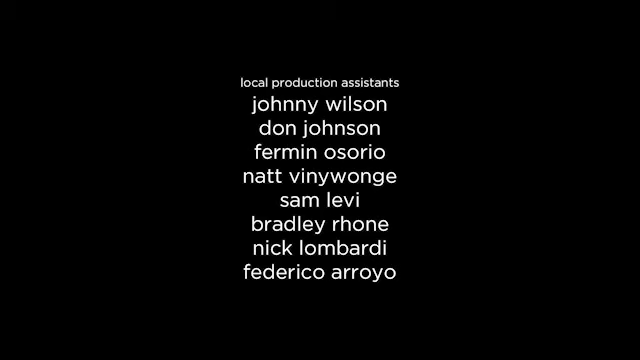 local production assistants
johnny wilson
don johnson
fermin osorio
natt vinywonge
sam levi
bradley rhone
nick lombardi
federico arroyo